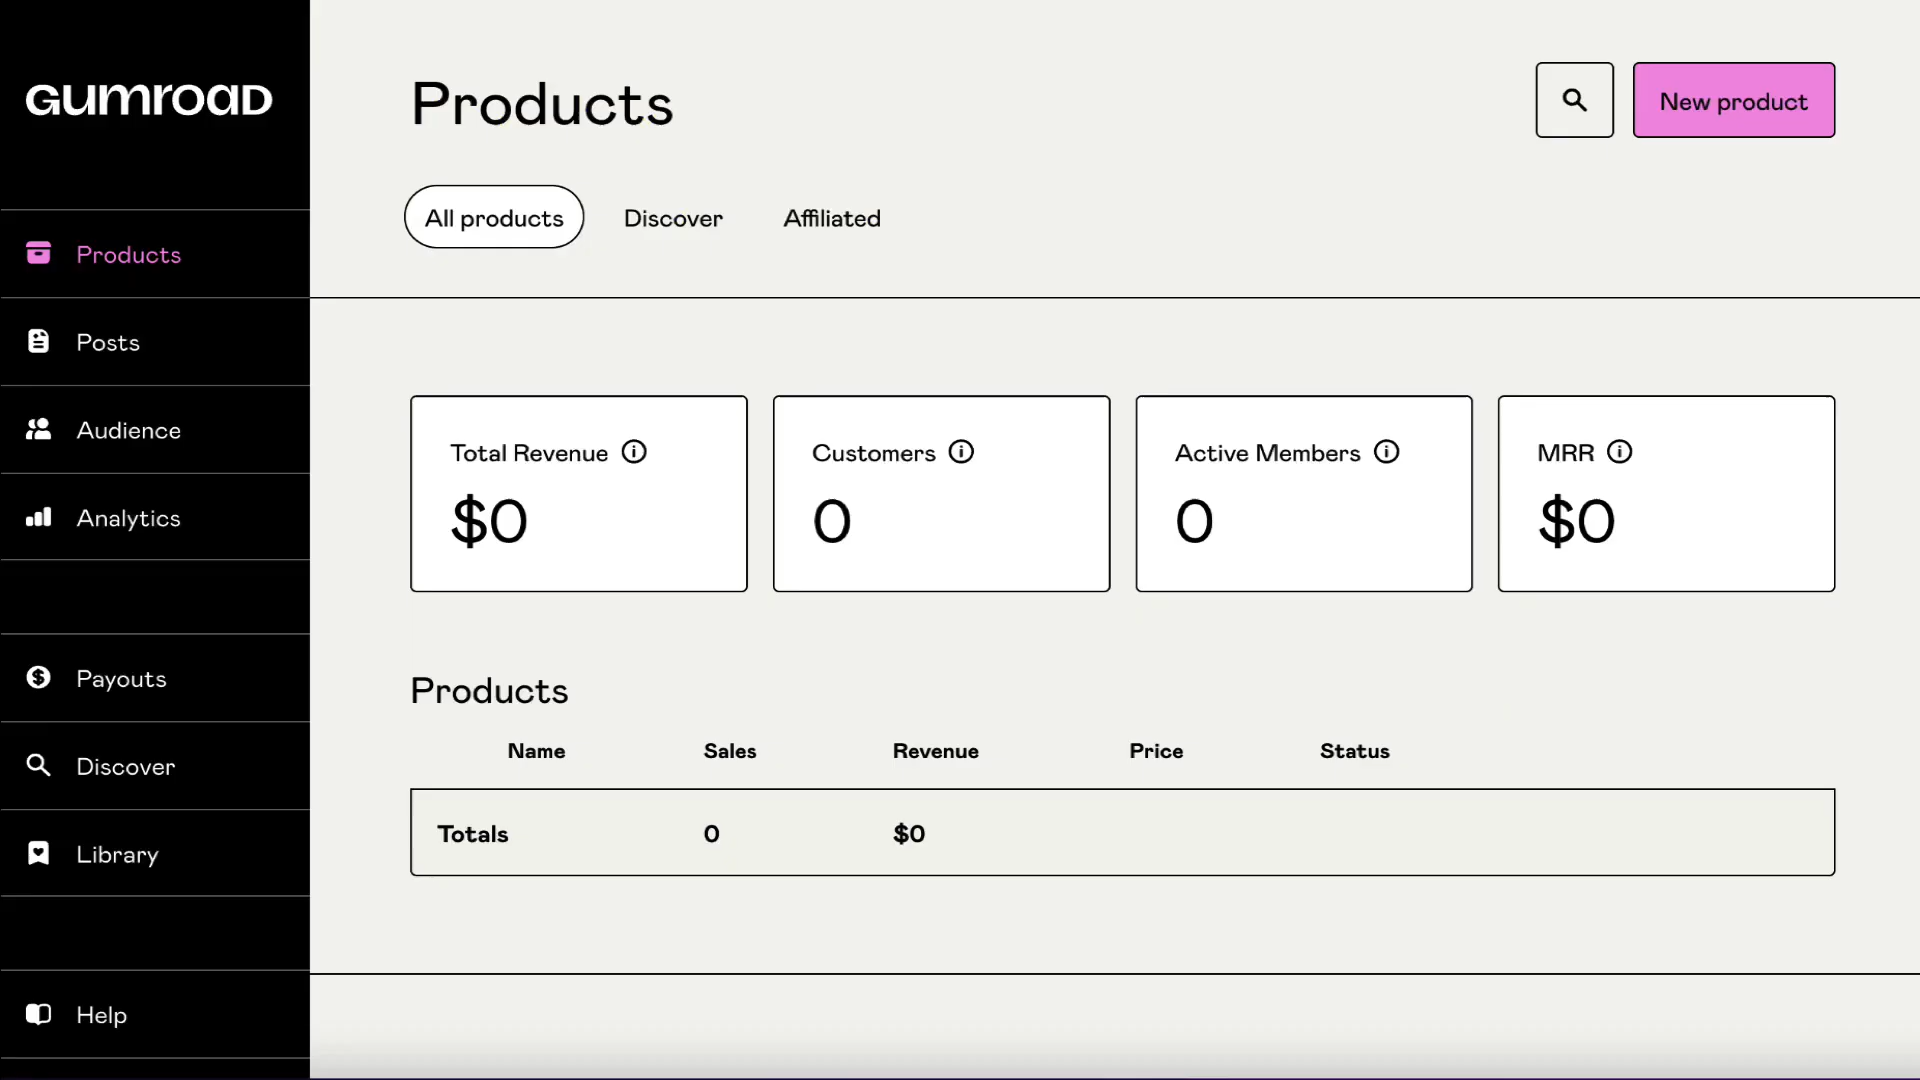 GUMROAD
Products
Posts
Audience
Analytics
Payouts
Discover
Library
Help
Products
New product
All products Discover Affiliated
Total Revenue Customers Active Members MRR
$0 0 0 $0
Products
Name Sales Revenue Price Status
Totals 0 $0